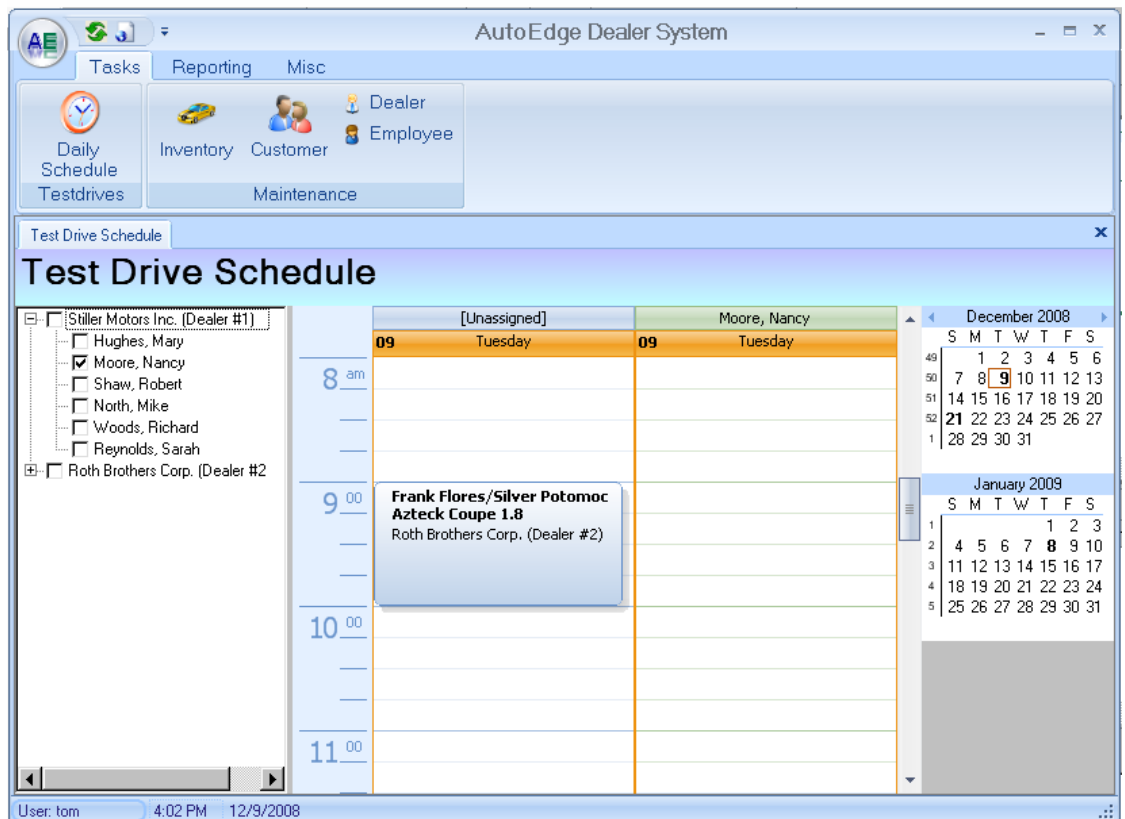 AutoEdge Dealer System
AE
Tasks Reporting Misc
Daily
Schedule
Testdrives
Inventory Customer
Dealer
Employee
Maintenance
Test Drive Schedule
Test Drive Schedule
Stiller Motors Inc. (Dealer #1)
Hughes, Mary
Moore, Nancy
Shaw, Robert
North, Mike
Woods, Richard
Reynolds, Sarah
Roth Brothers Corp. (Dealer #2
[Unassigned] Moore, Nancy
09 Tuesday 09 Tuesday
8 am
9 00
10 00
11 00
Frank Flores/Silver Potomoc
Azteck Coupe 1.8
Roth Brothers Corp. (Dealer #2)
December 2008
S M T W T F S
49 1 2 3 4 5 6
50 7 8 9 10 11 12 13
51 14 15 16 17 18 19 20
52 21 22 23 24 25 26 27
1 28 29 30 31
January 2009
S M T W T F S
1 1 2 3
2 4 5 6 7 8 9 10
3 11 12 13 14 15 16 17
4 18 19 20 21 22 23 24
5 25 26 27 28 29 30 31
User: tom 4:02 PM 12/9/2008